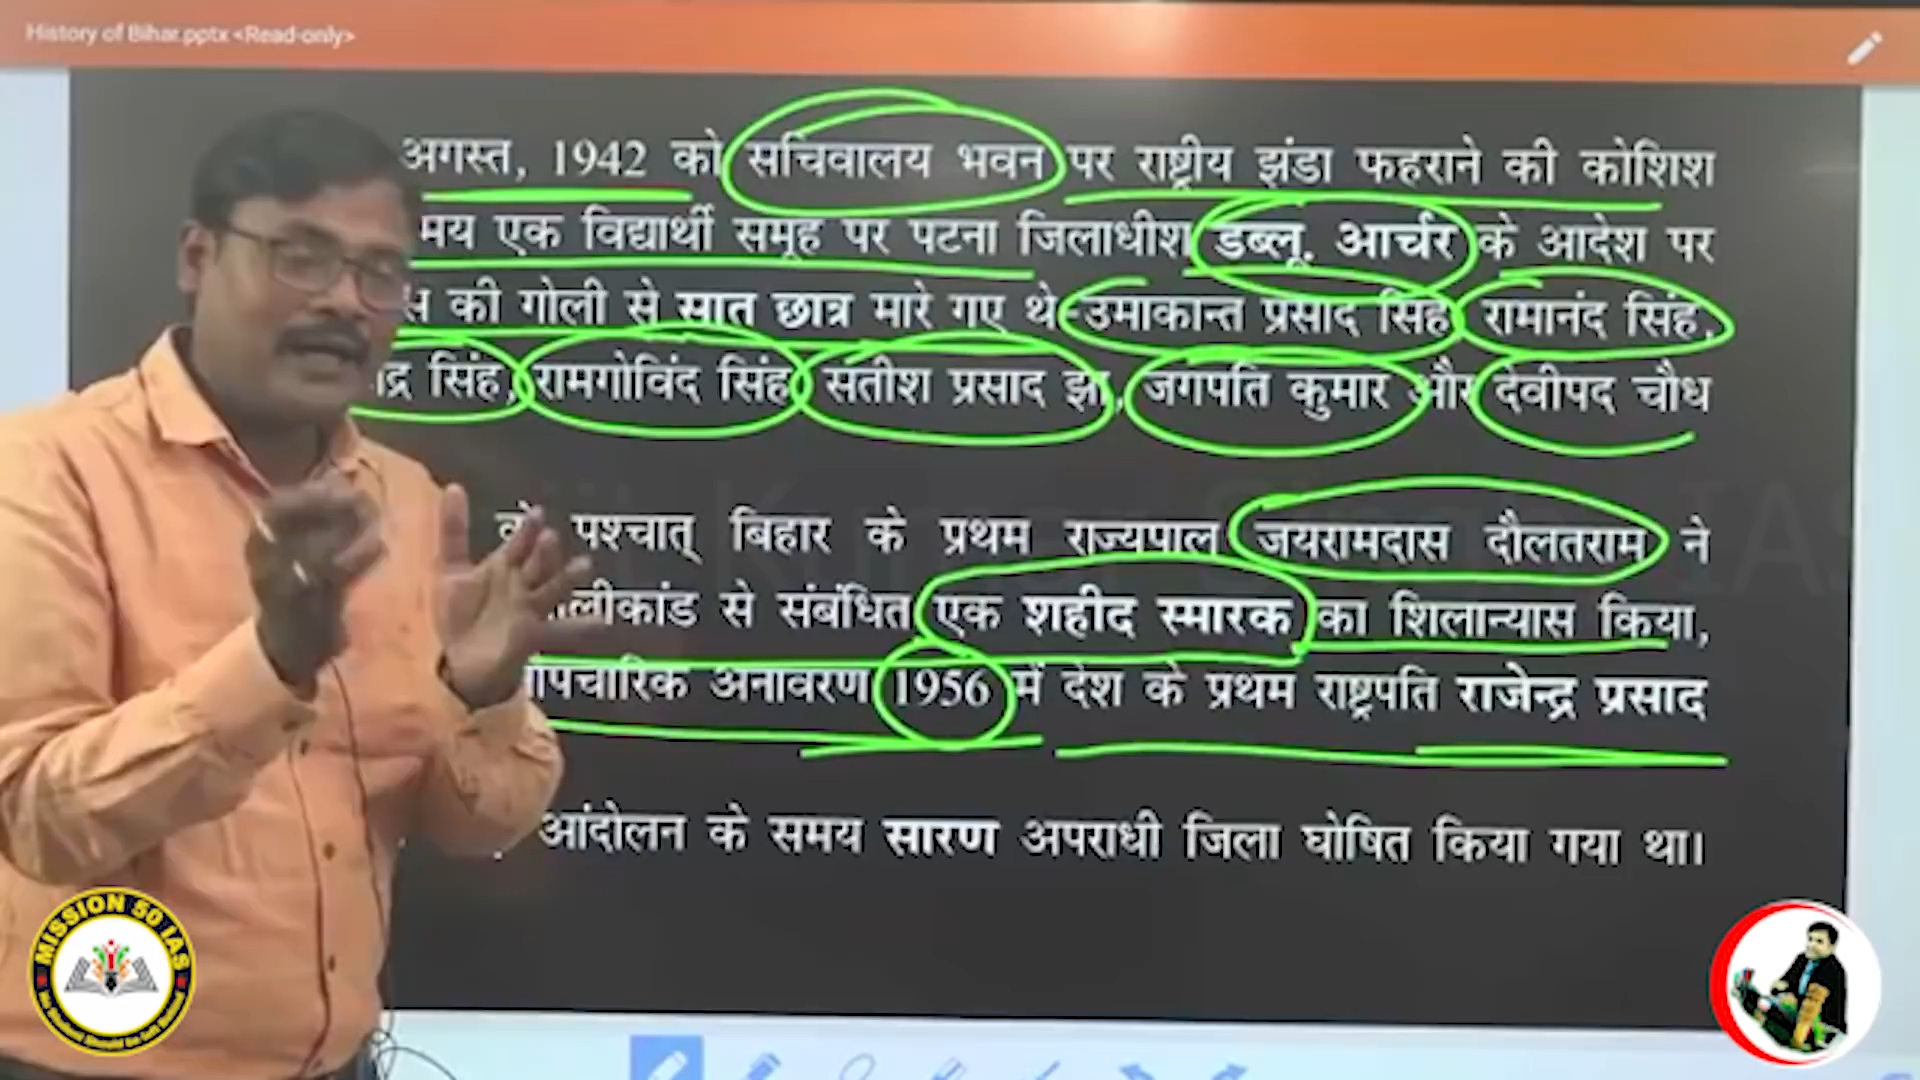 History of Bihar.pptx <Read-only>
अगस्त, 1942 को सचिवालय भवन पर राष्ट्रीय झंडा फहराने की कोशिश
मय एक विद्यार्थी समूह पर पटना जिलाधीश डब्लू. आर्चर के आदेश पर
की गोली से सात छात्र मारे गए थे-उमाकान्त प्रसाद सिंह, रामानंद सिंह,
द्र सिंह, रामगोविंद सिंह, सतीश प्रसाद झा, जगपति कुमार और देवीपद चौध
के पश्चात् बिहार के प्रथम राज्यपाल जयरामदास दौलतराम ने
लीकांड से संबंधित एक शहीद स्मारक का शिलान्यास किया,
पचारिक अनावरण 1956 में देश के प्रथम राष्ट्रपति राजेन्द्र प्रसाद
आंदोलन के समय सारण अपराधी जिला घोषित किया गया था।
MISSION 50 IAS